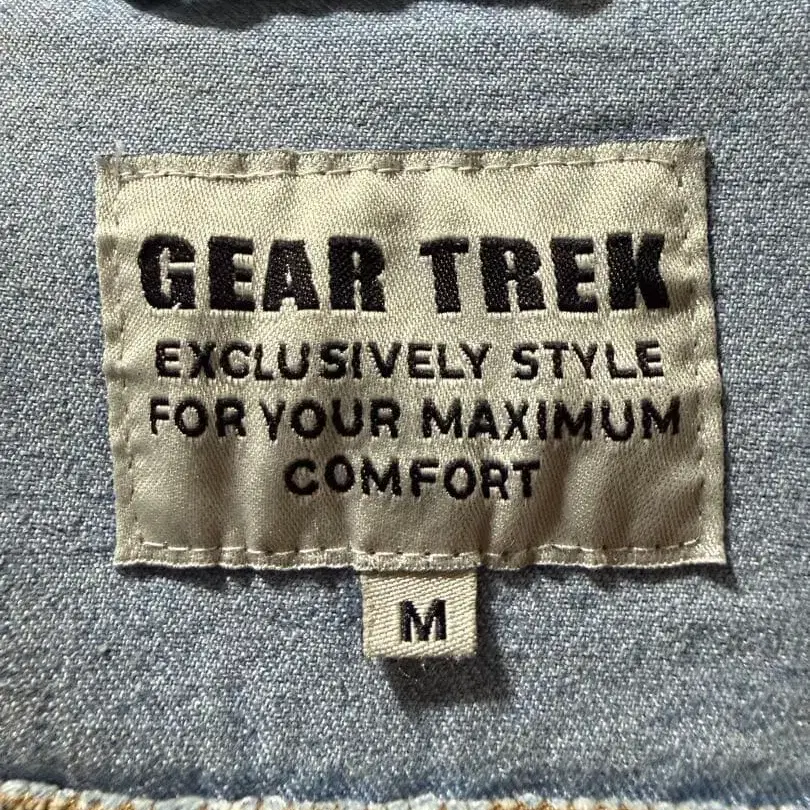 GEAR TREK
EXCLUSIVELY STYLE
FOR YOUR MAXIMUM
COMFORT
M